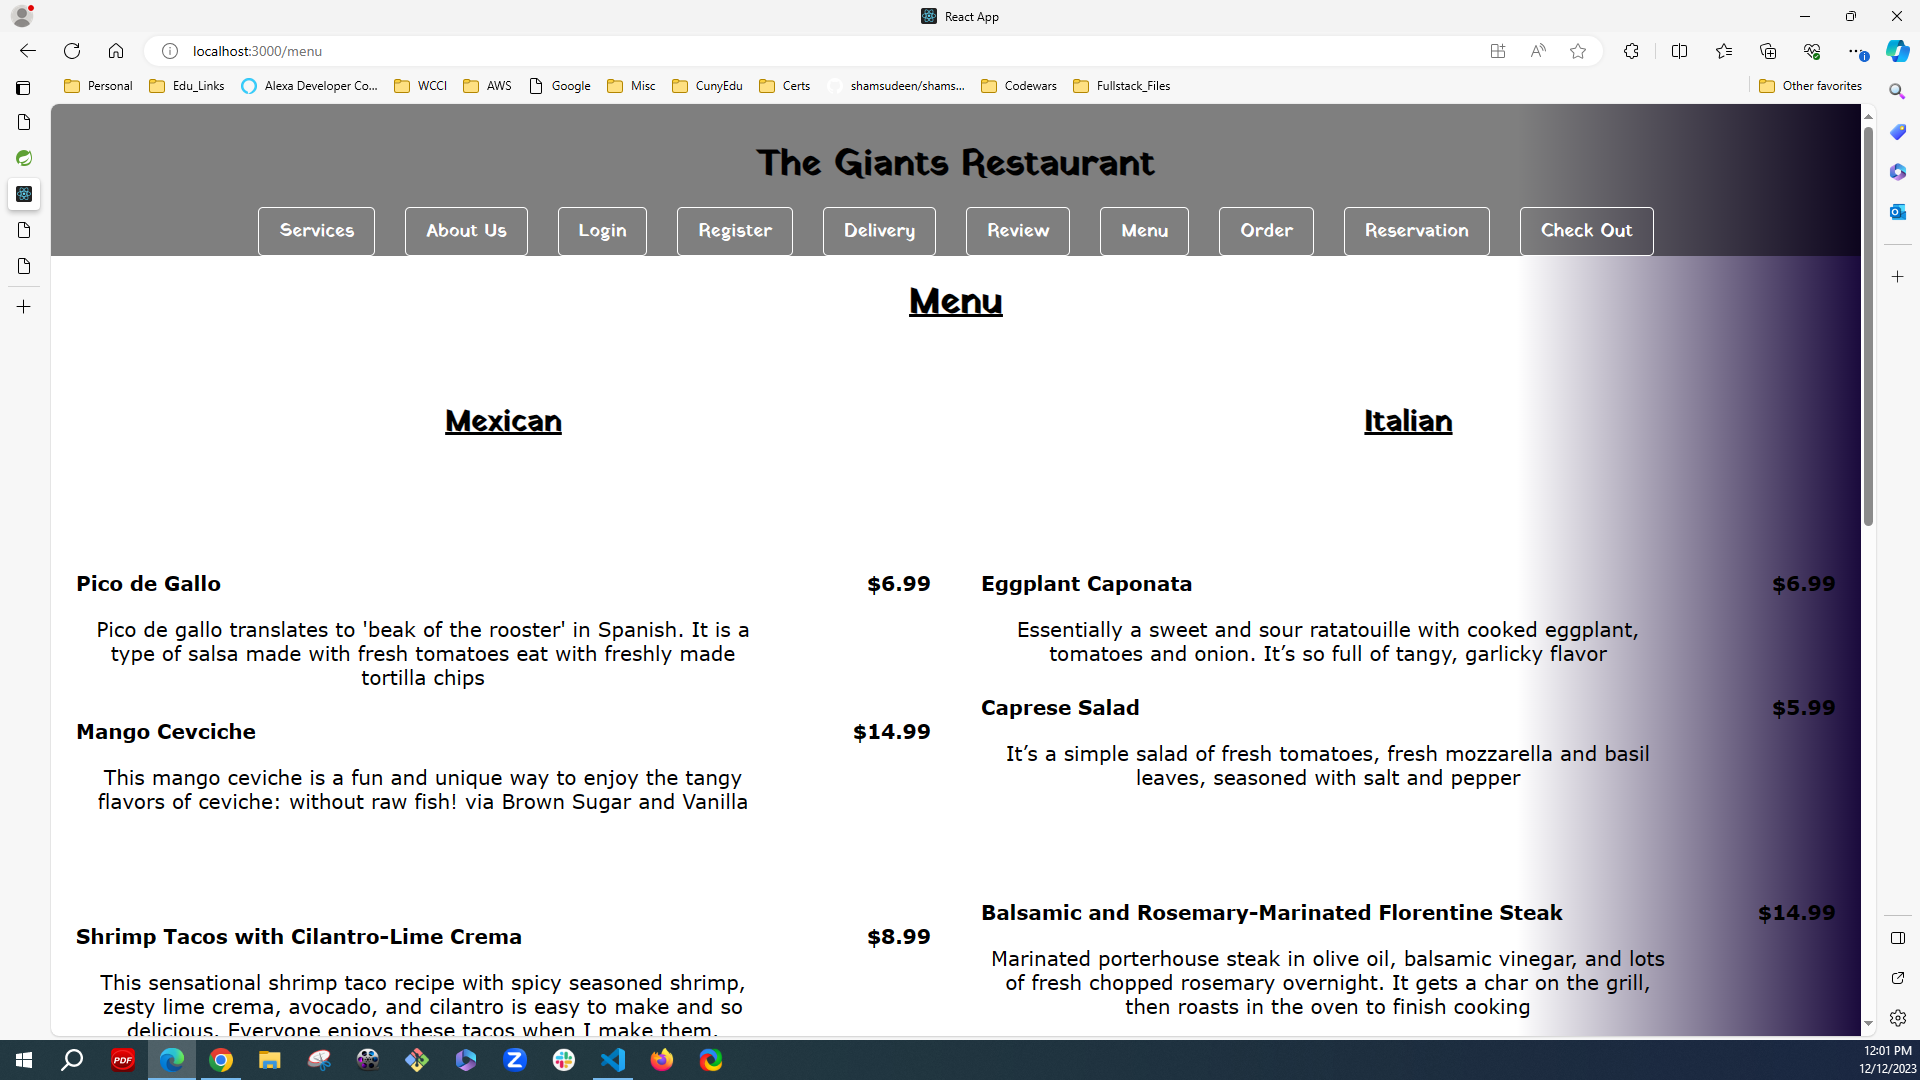 React App
localhost:3000/menu
Personal Edu_Links Alexa Developer Co... WCCI AWS Google Misc CunyEdu Certs shamsudeen/shams... Codewars Fullstack_Files Other favorites
The Giants Restaurant
Services About Us Login Register Delivery Review Menu Order Reservation Check Out
Menu
Mexican
Pico de Gallo $6.99
Pico de gallo translates to 'beak of the rooster' in Spanish. It is a
type of salsa made with fresh tomatoes eat with freshly made
tortilla chips
Mango Cevciche $14.99
This mango ceviche is a fun and unique way to enjoy the tangy
flavors of ceviche: without raw fish! via Brown Sugar and Vanilla
Shrimp Tacos with Cilantro-Lime Crema $8.99
This sensational shrimp taco recipe with spicy seasoned shrimp,
zesty lime crema, avocado, and cilantro is easy to make and so
delicious. Everyone enjoys these tacos when I make them.
Italian
Eggplant Caponata $6.99
Essentially a sweet and sour ratatouille with cooked eggplant,
tomatoes and onion. It’s so full of tangy, garlicky flavor
Caprese Salad $5.99
It’s a simple salad of fresh tomatoes, fresh mozzarella and basil
leaves, seasoned with salt and pepper
Balsamic and Rosemary-Marinated Florentine Steak $14.99
Marinated porterhouse steak in olive oil, balsamic vinegar, and lots
of fresh chopped rosemary overnight. It gets a char on the grill,
then roasts in the oven to finish cooking
PDF
12:01 PM
12/12/2023